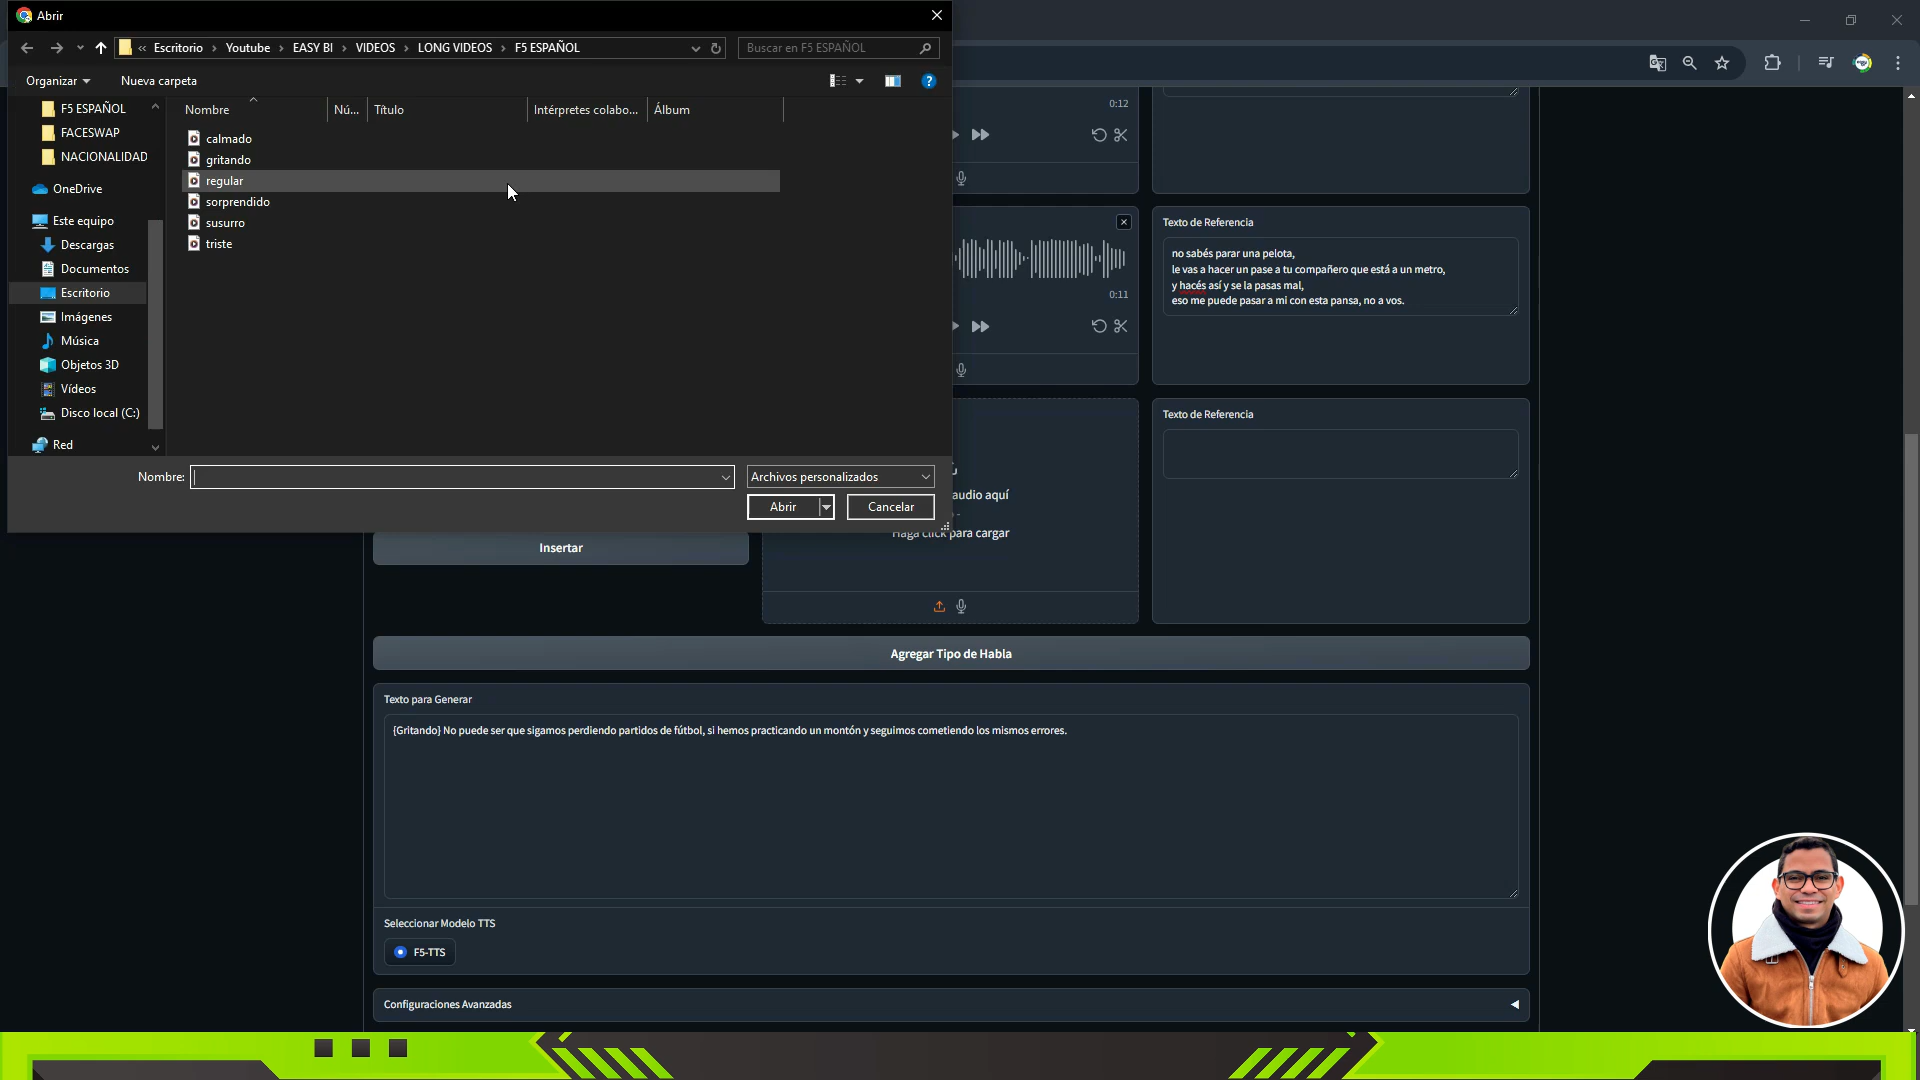 Abrir
« Escritorio > Youtube > EASY BI > VIDEOS > LONG VIDEOS > F5 ESPAÑOL
Buscar en F5 ESPAÑOL
Organizar
Nueva carpeta
F5 ESPAÑOL
FACESWAP
NACIONALIDAD
OneDrive
Este equipo
Descargas
Documentos
Escritorio
Imágenes
Música
Objetos 3D
Vídeos
Disco local (C:)
Red
Nombre
Nú...
Título
Intérpretes colabo...
Álbum
calmado
gritando
regular
sorprendido
susurro
triste
Nombre:
Archivos personalizados
Abrir
Cancelar
0:12
0:11
Texto de Referencia
no sabés parar una pelota,
le vas a hacer un pase a tu compañero que está a un metro,
y hacés así y se la pasas mal,
eso me puede pasar a mi con esta pansa, no a vos.
Texto de Referencia
audio aquí
-
Haga click para cargar
Insertar
Agregar Tipo de Habla
Texto para Generar
{Gritando} No puede ser que sigamos perdiendo partidos de fútbol, si hemos practicando un montón y seguimos cometiendo los mismos errores.
Seleccionar Modelo TTS
F5-TTS
Configuraciones Avanzadas